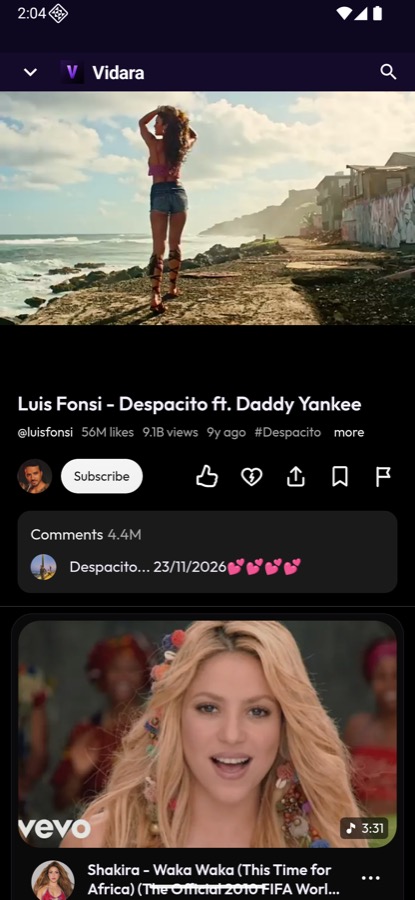 2:04
Vidara
Luis Fonsi - Despacito ft. Daddy Yankee
@luisfonsi 56M likes 9.1B views 9y ago #Despacito more
Subscribe
Comments 4.4M
Despacito... 23/11/2026💕💕💕💕
vevo
3:31
Shakira - Waka Waka (This Time for
Africa) (The Official 2010 FIFA Worl...